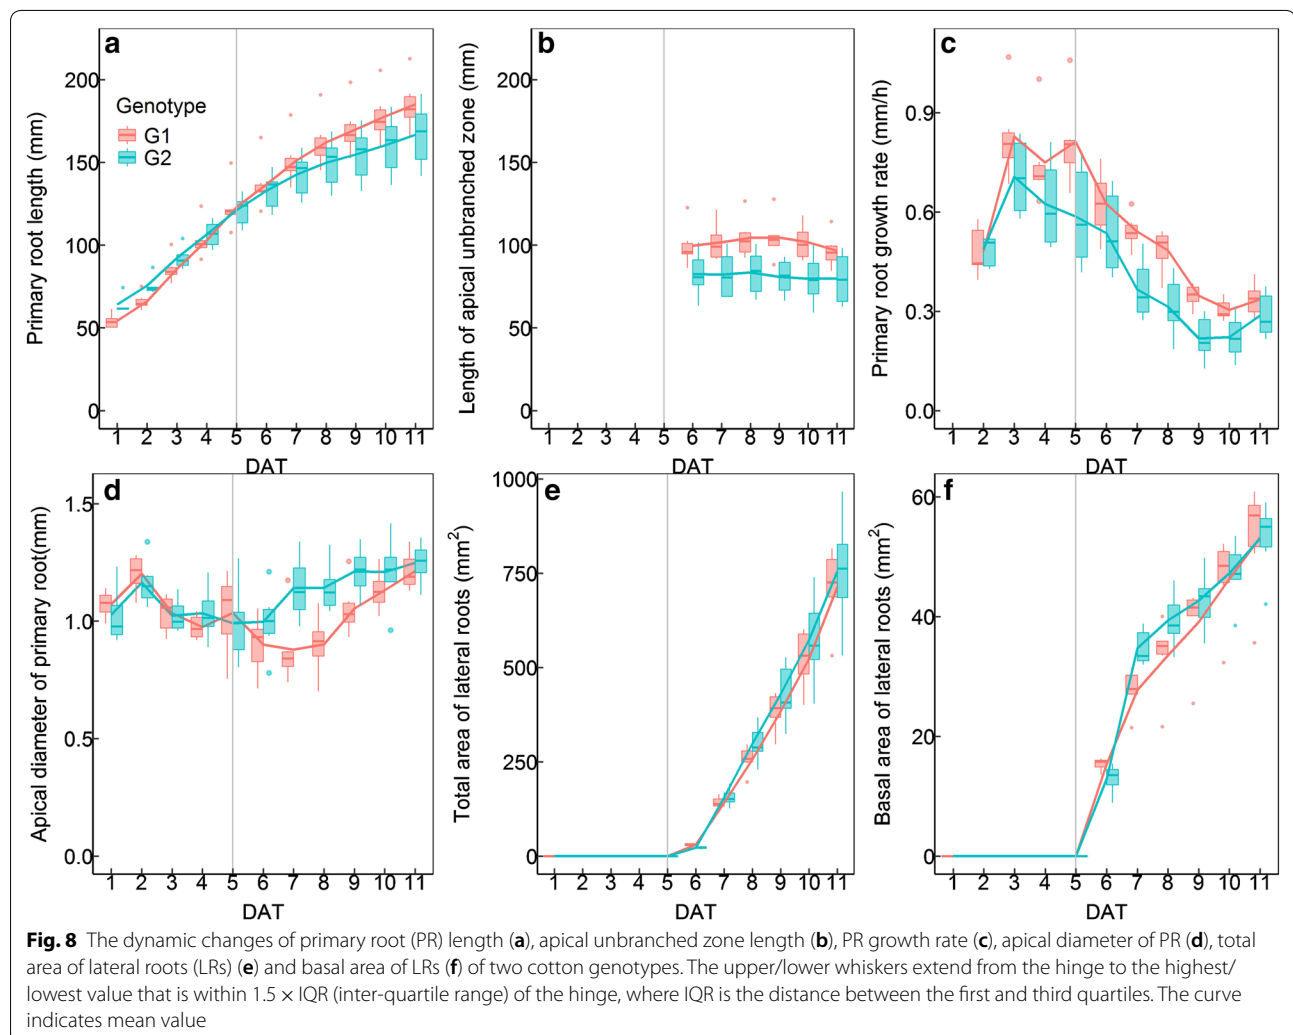 a
Primary root length (mm)
200
150
100
50
0
Genotype
G1
G2
1 2 3 4 5 6 7 8 9 10 11
DAT
b
Length of apical unbranched zone (mm)
200
150
100
50
0
1 2 3 4 5 6 7 8 9 10 11
DAT
c
Primary root growth rate (mm/h)
0.9
0.6
0.3
0.0
1 2 3 4 5 6 7 8 9 10 11
DAT
d
Apical diameter of primary root(mm)
1.5
1.0
0.5
0.0
1 2 3 4 5 6 7 8 9 10 11
DAT
e
Total area of lateral roots (mm²)
1000
750
500
250
0
1 2 3 4 5 6 7 8 9 10 11
DAT
f
Basal area of lateral roots (mm²)
60
40
20
0
1 2 3 4 5 6 7 8 9 10 11
DAT
Fig. 8 The dynamic changes of primary root (PR) length (a), apical unbranched zone length (b), PR growth rate (c), apical diameter of PR (d), total
area of lateral roots (LRs) (e) and basal area of LRs (f) of two cotton genotypes. The upper/lower whiskers extend from the hinge to the highest/
lowest value that is within 1.5 × IQR (inter-quartile range) of the hinge, where IQR is the distance between the first and third quartiles. The curve
indicates mean value